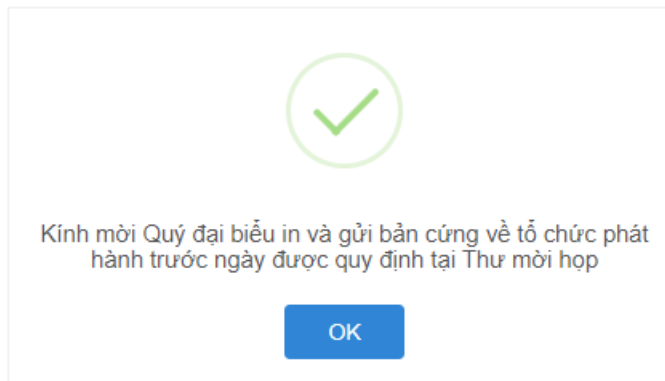 Kính mời Quý đại biểu in và gửi bản cứng về tổ chức phát
hành trước ngày được quy định tại Thư mời họp
OK